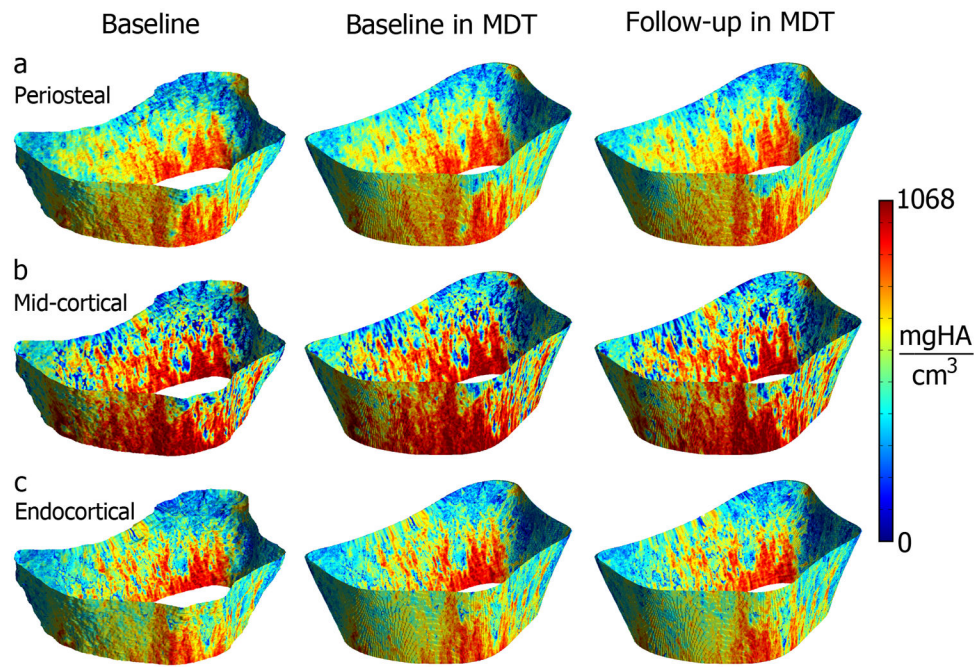 Baseline
Baseline in MDT
Follow-up in MDT
a
Periosteal
b
Mid-cortical
c
Endocortical
1068
mgHA
cm³
0